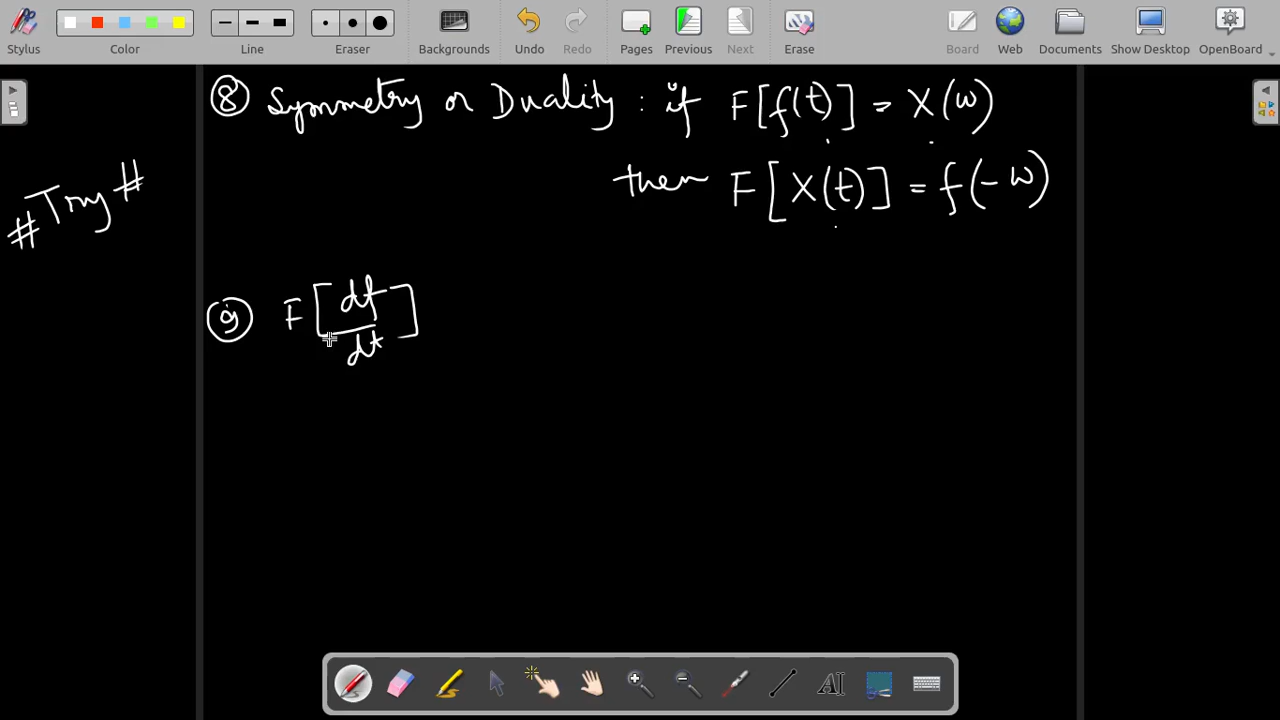 Stylus Color Line Eraser Backgrounds Undo Redo Pages Previous Next Erase Board Web Documents Show Desktop OpenBoard
⑧ Symmetry or Duality : if F[f(t)] = X(ω)
then F[X(t)] = f(-ω)
#Try#
⑨ F[df/dt]